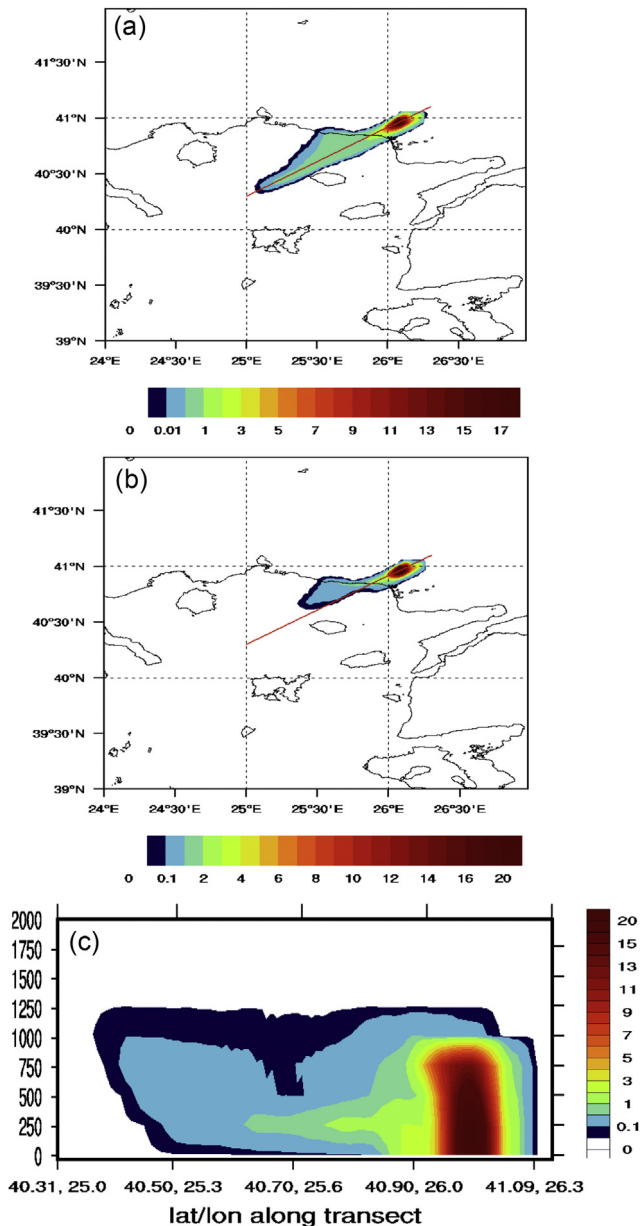 (a)
41°30'N
41°N
40°30'N
40°N
39°30'N
39°N
24°E 24°30'E 25°E 25°30'E 26°E 26°30'E
0 0.01 1 3 5 7 9 11 13 15 17
(b)
41°30'N
41°N
40°30'N
40°N
39°30'N
39°N
24°E 24°30'E 25°E 25°30'E 26°E 26°30'E
0 0.1 2 4 6 8 10 12 14 16 20
(c)
2000
1750
1500
1250
1000
750
500
250
0
20
15
13
11
9
7
5
3
1
0.1
0
40.31, 25.0 40.50, 25.3 40.70, 25.6 40.90, 26.0 41.09, 26.3
lat/lon along transect